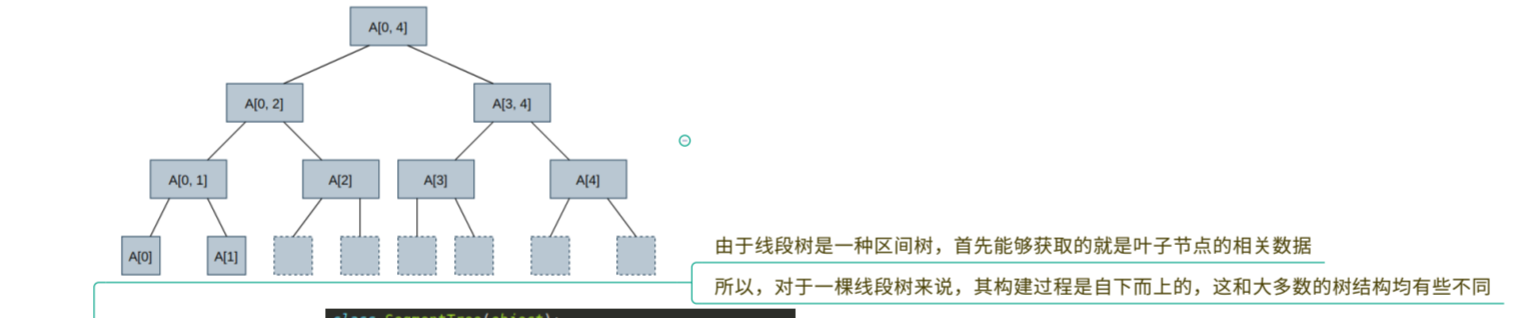 A[0, 4]
A[0, 2]
A[3, 4]
A[0, 1]
A[2]
A[3]
A[4]
A[0]
A[1]
由于线段树是一种区间树，首先能够获取的就是叶子节点的相关数据
所以，对于一棵线段树来说，其构建过程是自下而上的，这和大多数的树结构均有些不同
class SegmentTree(object):